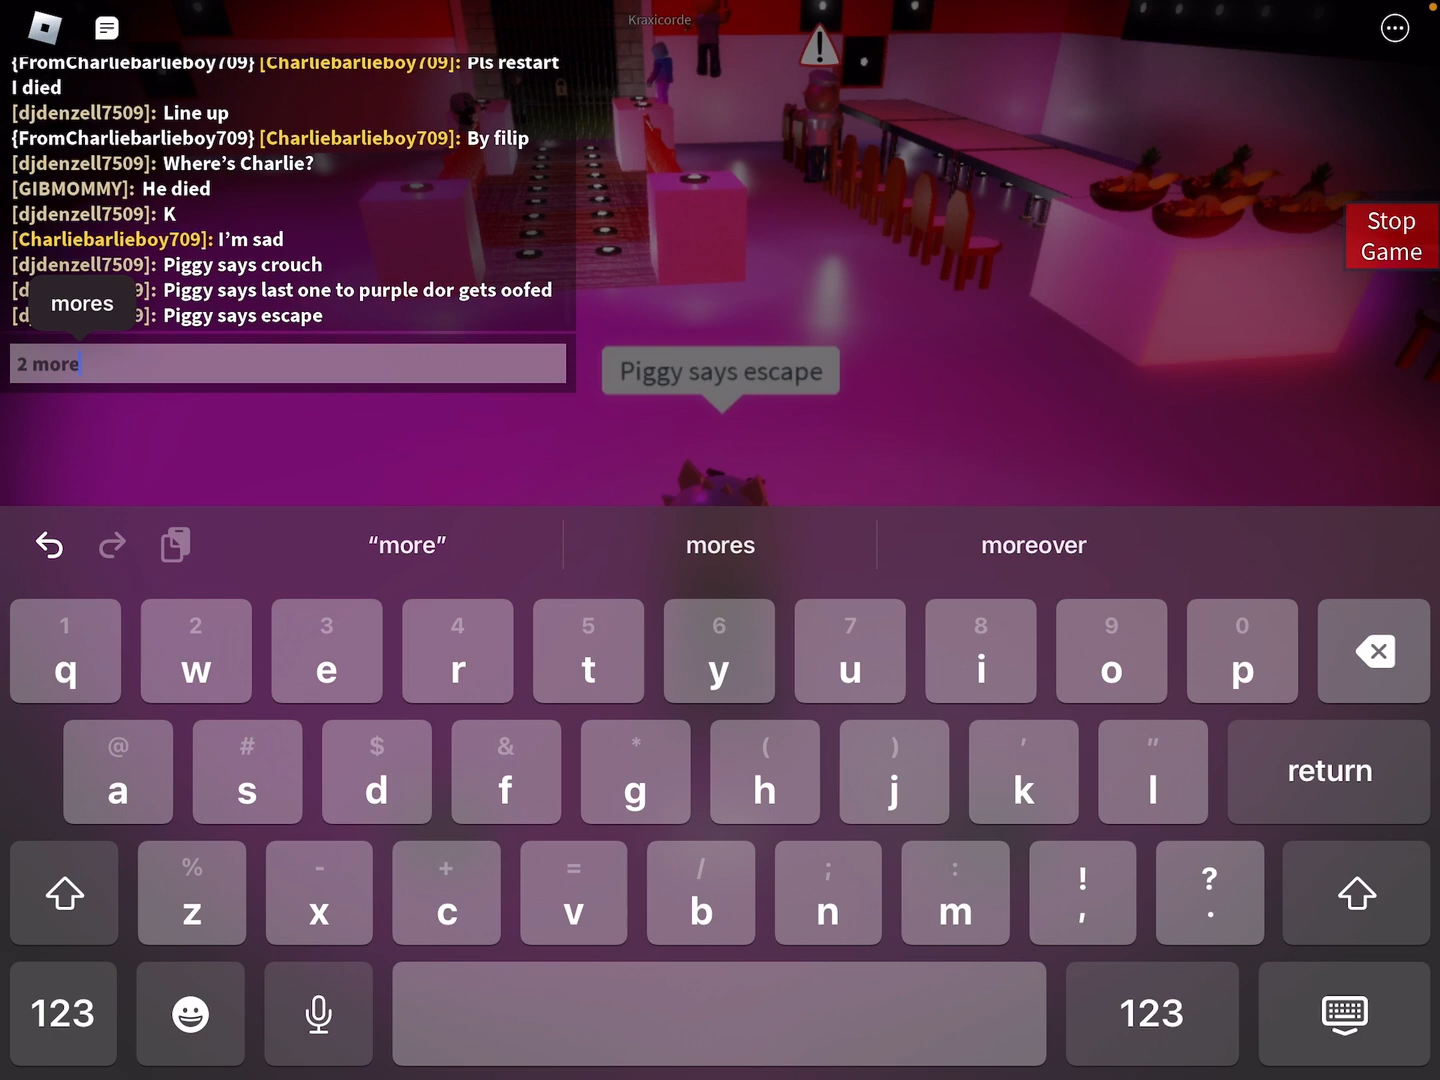 Kraxicorde
{FromCharliebarlieboy709} [Charliebarlieboy709]: Pls restart
I died
[djdenzell7509]: Line up
{FromCharliebarlieboy709} [Charliebarlieboy709]: By filip
[djdenzell7509]: Where’s Charlie?
[GIBMOMMY]: He died
[djdenzell7509]: K
[Charliebarlieboy709]: I’m sad
[djdenzell7509]: Piggy says crouch
[d 9]: Piggy says last one to purple dor gets oofed
[d 9]: Piggy says escape
mores
2 more
Piggy says escape
Stop
Game
“more” mores moreover
1 2 3 4 5 6 7 8 9 0
q w e r t y u i o p
@ # $ & * ( ) ' "
a s d f g h j k l return
% - + = / ; : ! ?
z x c v b n m , .
123 123